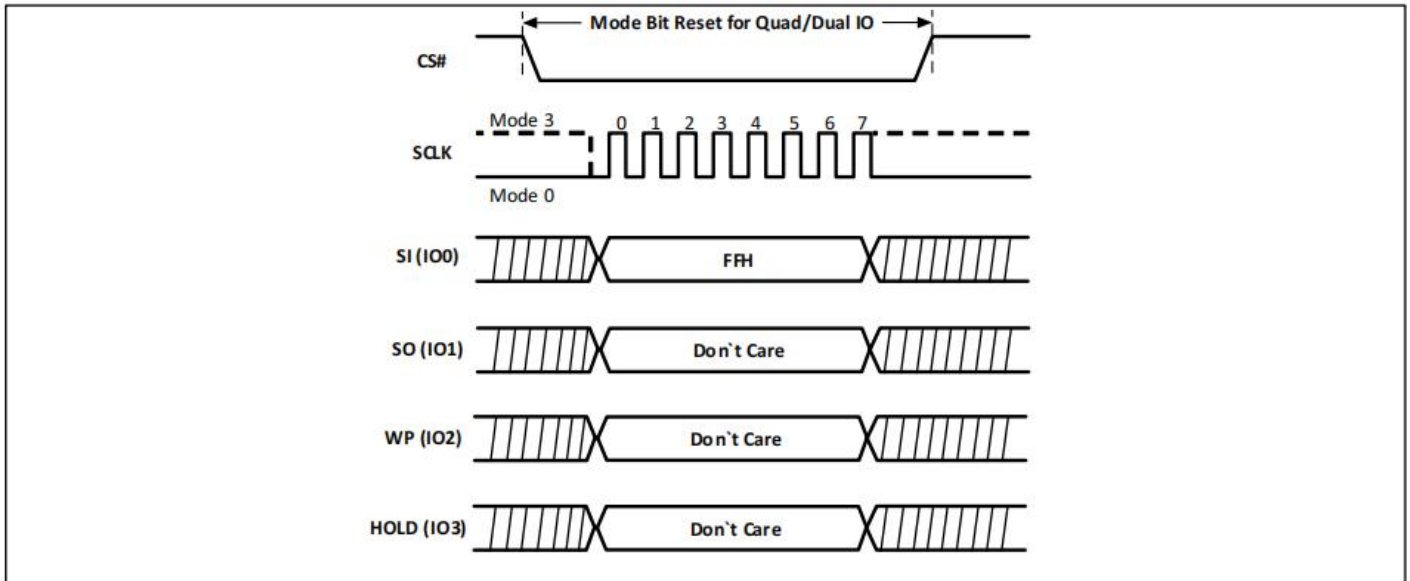 Mode Bit Reset for Quad/Dual IO
CS#
Mode 3
0 1 2 3 4 5 6 7
SCLK
Mode 0
SI (IO0)
FFH
SO (IO1)
Don`t Care
WP (IO2)
Don`t Care
HOLD (IO3)
Don`t Care